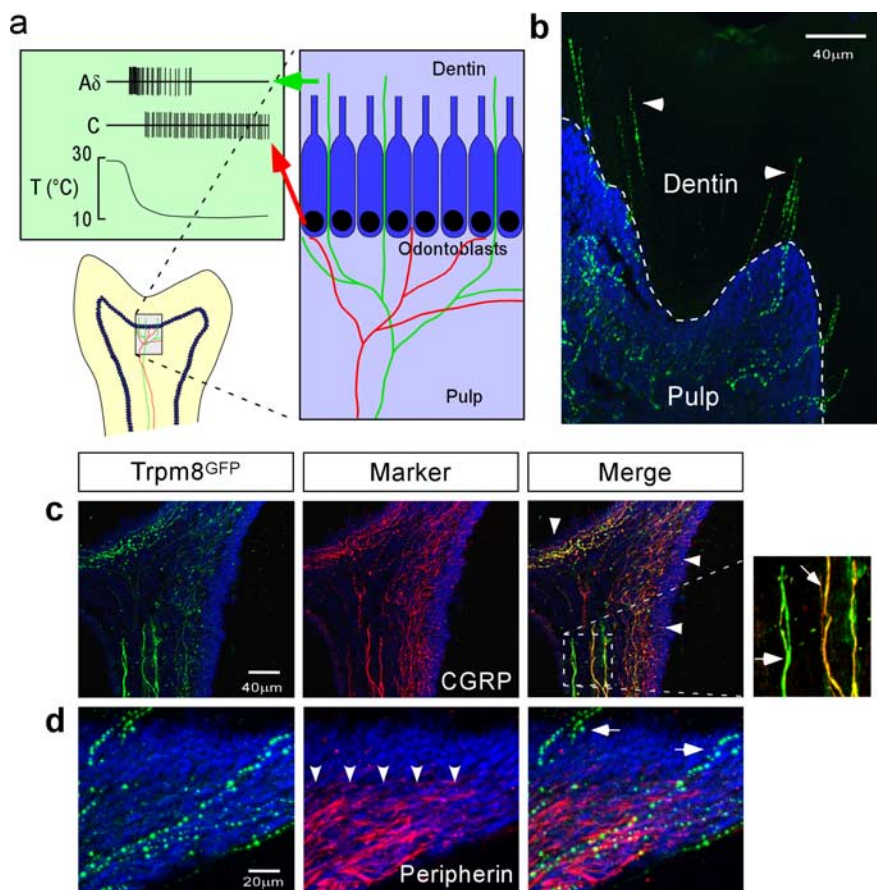 a
Aδ
C
30
T (°C)
10
Dentin
Odontoblasts
Pulp
b
40μm
Dentin
Pulp
Trpm8GFP
Marker
Merge
c
40μm
CGRP
d
20μm
Peripherin